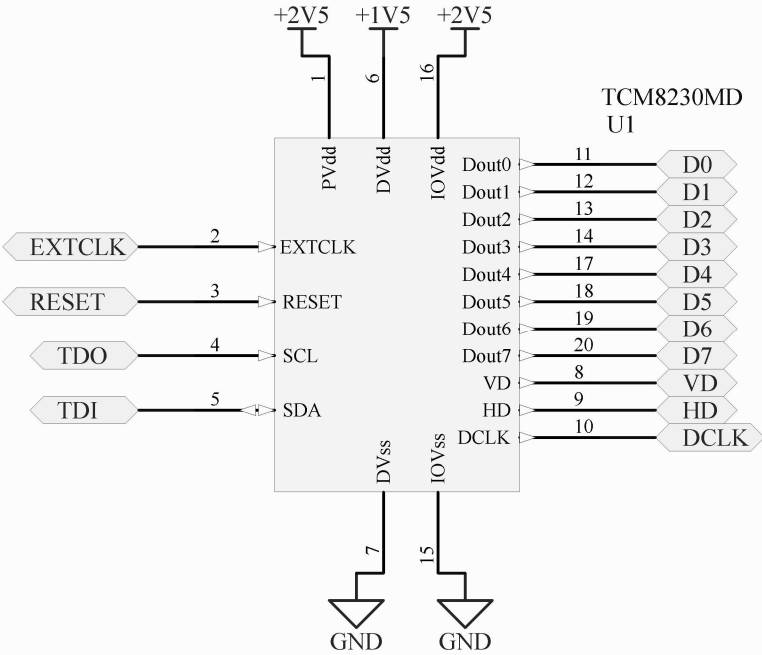 +2V5 +1V5 +2V5
1 6 16
TCM8230MD
U1
PVdd DVdd IOVdd
Dout0 11 D0
Dout1 12 D1
Dout2 13 D2
EXTCLK 2 EXTCLK Dout3 14 D3
Dout4 17 D4
RESET 3 RESET Dout5 18 D5
Dout6 19 D6
TDO 4 SCL Dout7 20 D7
VD 8 VD
TDI 5 SDA HD 9 HD
DCLK 10 DCLK
DVss IOVss
7 15
GND GND